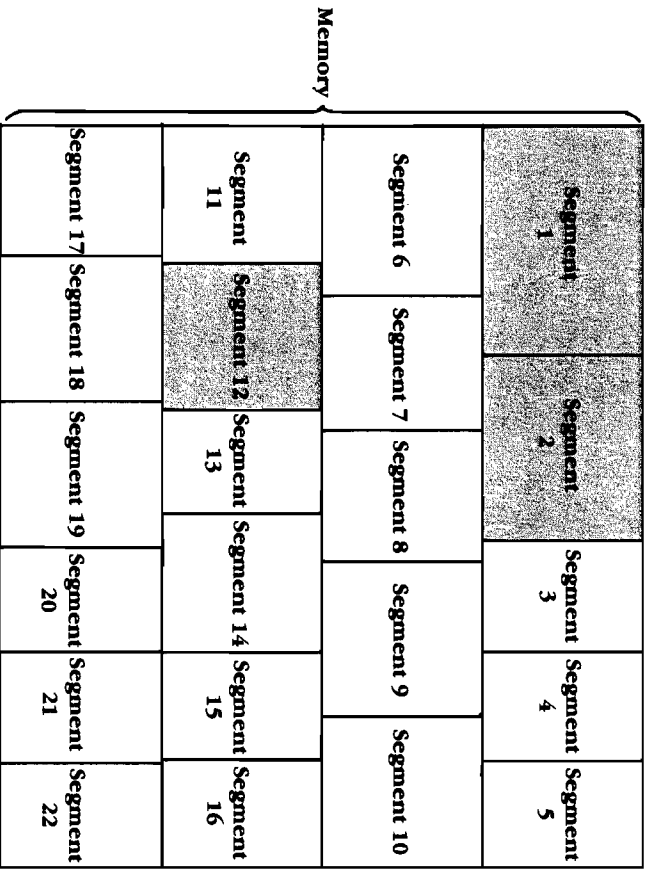 Memory
Segment
1
Segment
2
Segment
3
Segment
4
Segment
5
Segment 6
Segment 7
Segment 8
Segment 9
Segment 10
Segment
11
Segment 12
Segment
13
Segment 14
Segment
15
Segment
16
Segment 17
Segment 18
Segment 19
Segment
20
Segment
21
Segment
22